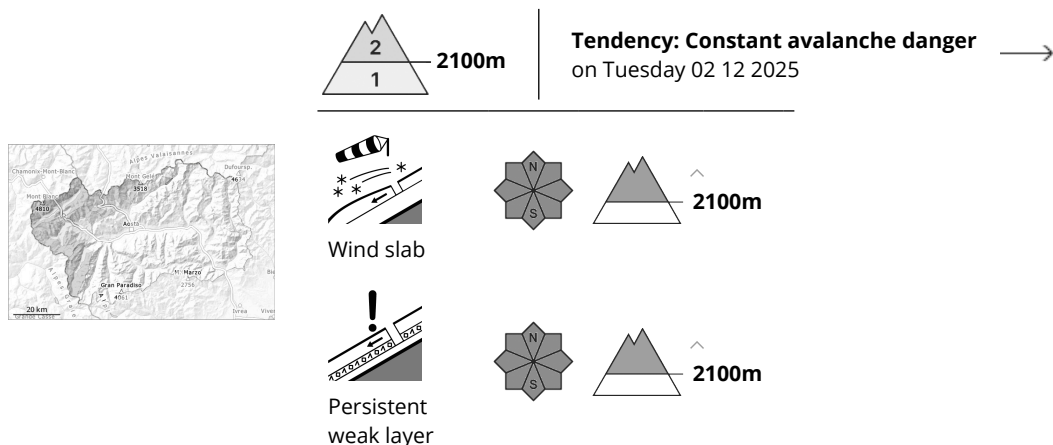 2
1
2100m
Tendency: Constant avalanche danger
on Tuesday 02 12 2025
Alpes Valaisannes
Chamonix-Mont-Blanc
Mont Gelé
3518
Dufoursp.
Mont Blanc
4810
Aosta
M. Marzo
2756
Gran Paradiso
4061
20 km
Grande Casse
Ivrea
N
S
2100m
Wind slab
N
S
2100m
Persistent
weak layer